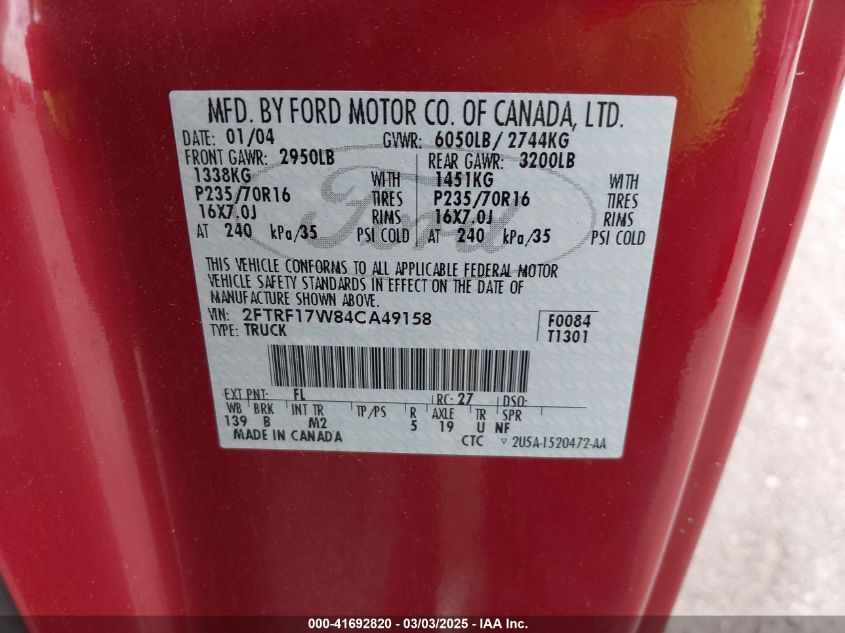 MFD. BY FORD MOTOR CO. OF CANADA, LTD.
DATE: 01/04 GVWR: 6050LB/2744KG
FRONT GAWR: 2950LB REAR GAWR: 3200LB
1338KG WITH 1451KG WITH
P235/70R16 TIRES P235/70R16 TIRES
16X7.0J RIMS 16X7.0J RIMS
AT 240 kPa/35 PSI COLD AT 240 kPa/35 PSI COLD
Ford
THIS VEHICLE CONFORMS TO ALL APPLICABLE FEDERAL MOTOR
VEHICLE SAFETY STANDARDS IN EFFECT ON THE DATE OF
MANUFACTURE SHOWN ABOVE.
VIN: 2FTRF17W84CA49158 F0084
TYPE: TRUCK T1301
EXT PNT: FL RC: 27 DSO:
WB BRK INT TR TP/PS R AXLE TR SPR
139 B M2 5 19 U NF
MADE IN CANADA CTC ▽ 2U5A-1520472-AA
000-41692820 - 03/03/2025 - IAA Inc.